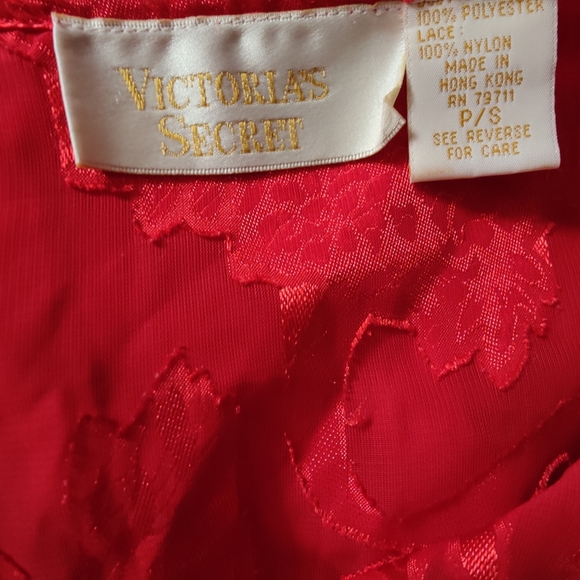 VICTORIA'S
SECRET
100% POLYESTER
LACE:
100% NYLON
MADE IN
HONG KONG
RN 79711
P/S
SEE REVERSE
FOR CARE